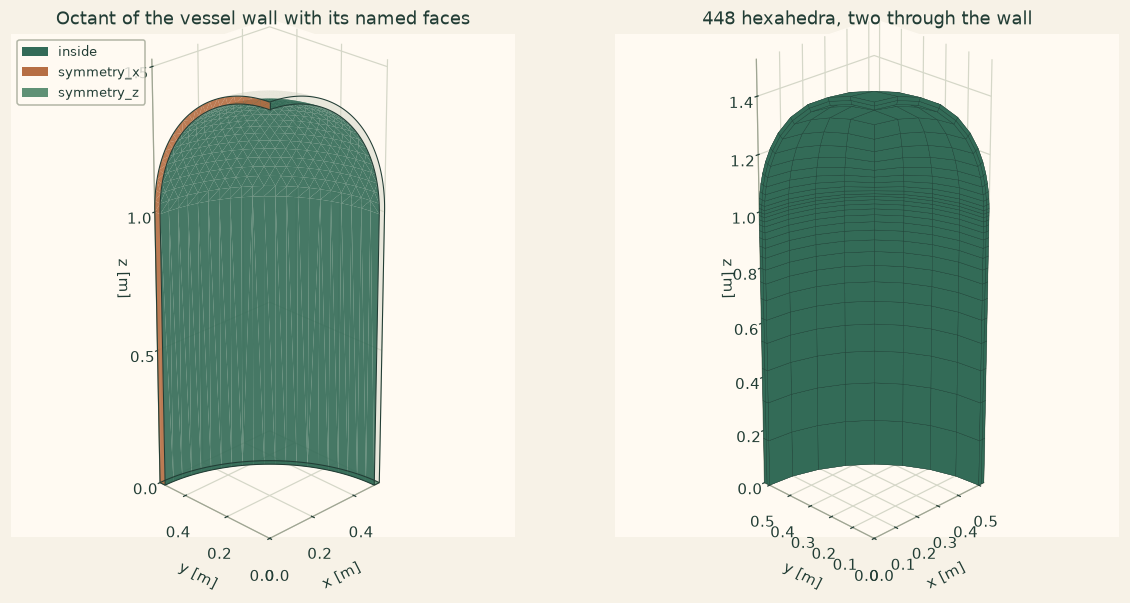 Octant of the vessel wall with its named faces
inside
symmetry_x
symmetry_z
1.5
1.0
0.5
0.0
z [m]
0.4
0.2
0.0
y [m]
0.0
0.2
0.4
x [m]
448 hexahedra, two through the wall
1.4
1.2
1.0
0.8
0.6
0.4
0.2
0.0
z [m]
0.5
0.4
0.3
0.2
0.1
0.0
y [m]
0.0
0.1
0.2
0.3
0.4
0.5
x [m]